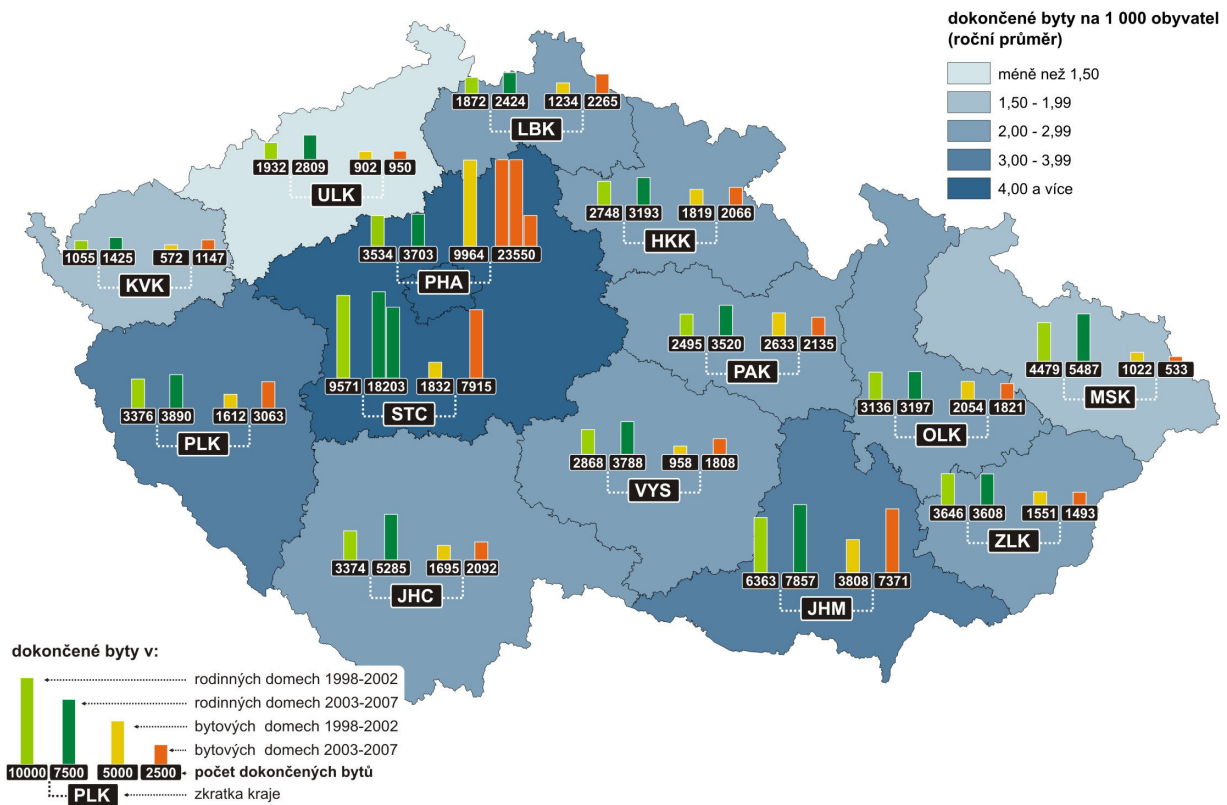 dokončené byty na 1 000 obyvatel
(roční průměr)
méně než 1,50
1,50 - 1,99
2,00 - 2,99
3,00 - 3,99
4,00 a více
1872 2424 1234 2265
LBK
1932 2809 902 950
ULK
2748 3193 1819 2066
HKK
3534 3703 9964 23550
PHA
1055 1425 572 1147
KVK
2495 3520 2633 2135
PAK
4479 5487 1022 533
MSK
9571 18203 1832 7915
STC
3376 3890 1612 3063
PLK
3136 3197 2054 1821
OLK
2868 3788 958 1808
VYS
3646 3608 1551 1493
ZLK
3374 5285 1695 2092
JHC
6363 7857 3808 7371
JHM
dokončené byty v:
rodinných domech 1998-2002
rodinných domech 2003-2007
bytových domech 1998-2002
bytových domech 2003-2007
10000 7500 5000 2500 počet dokončených bytů
PLK zkratka kraje